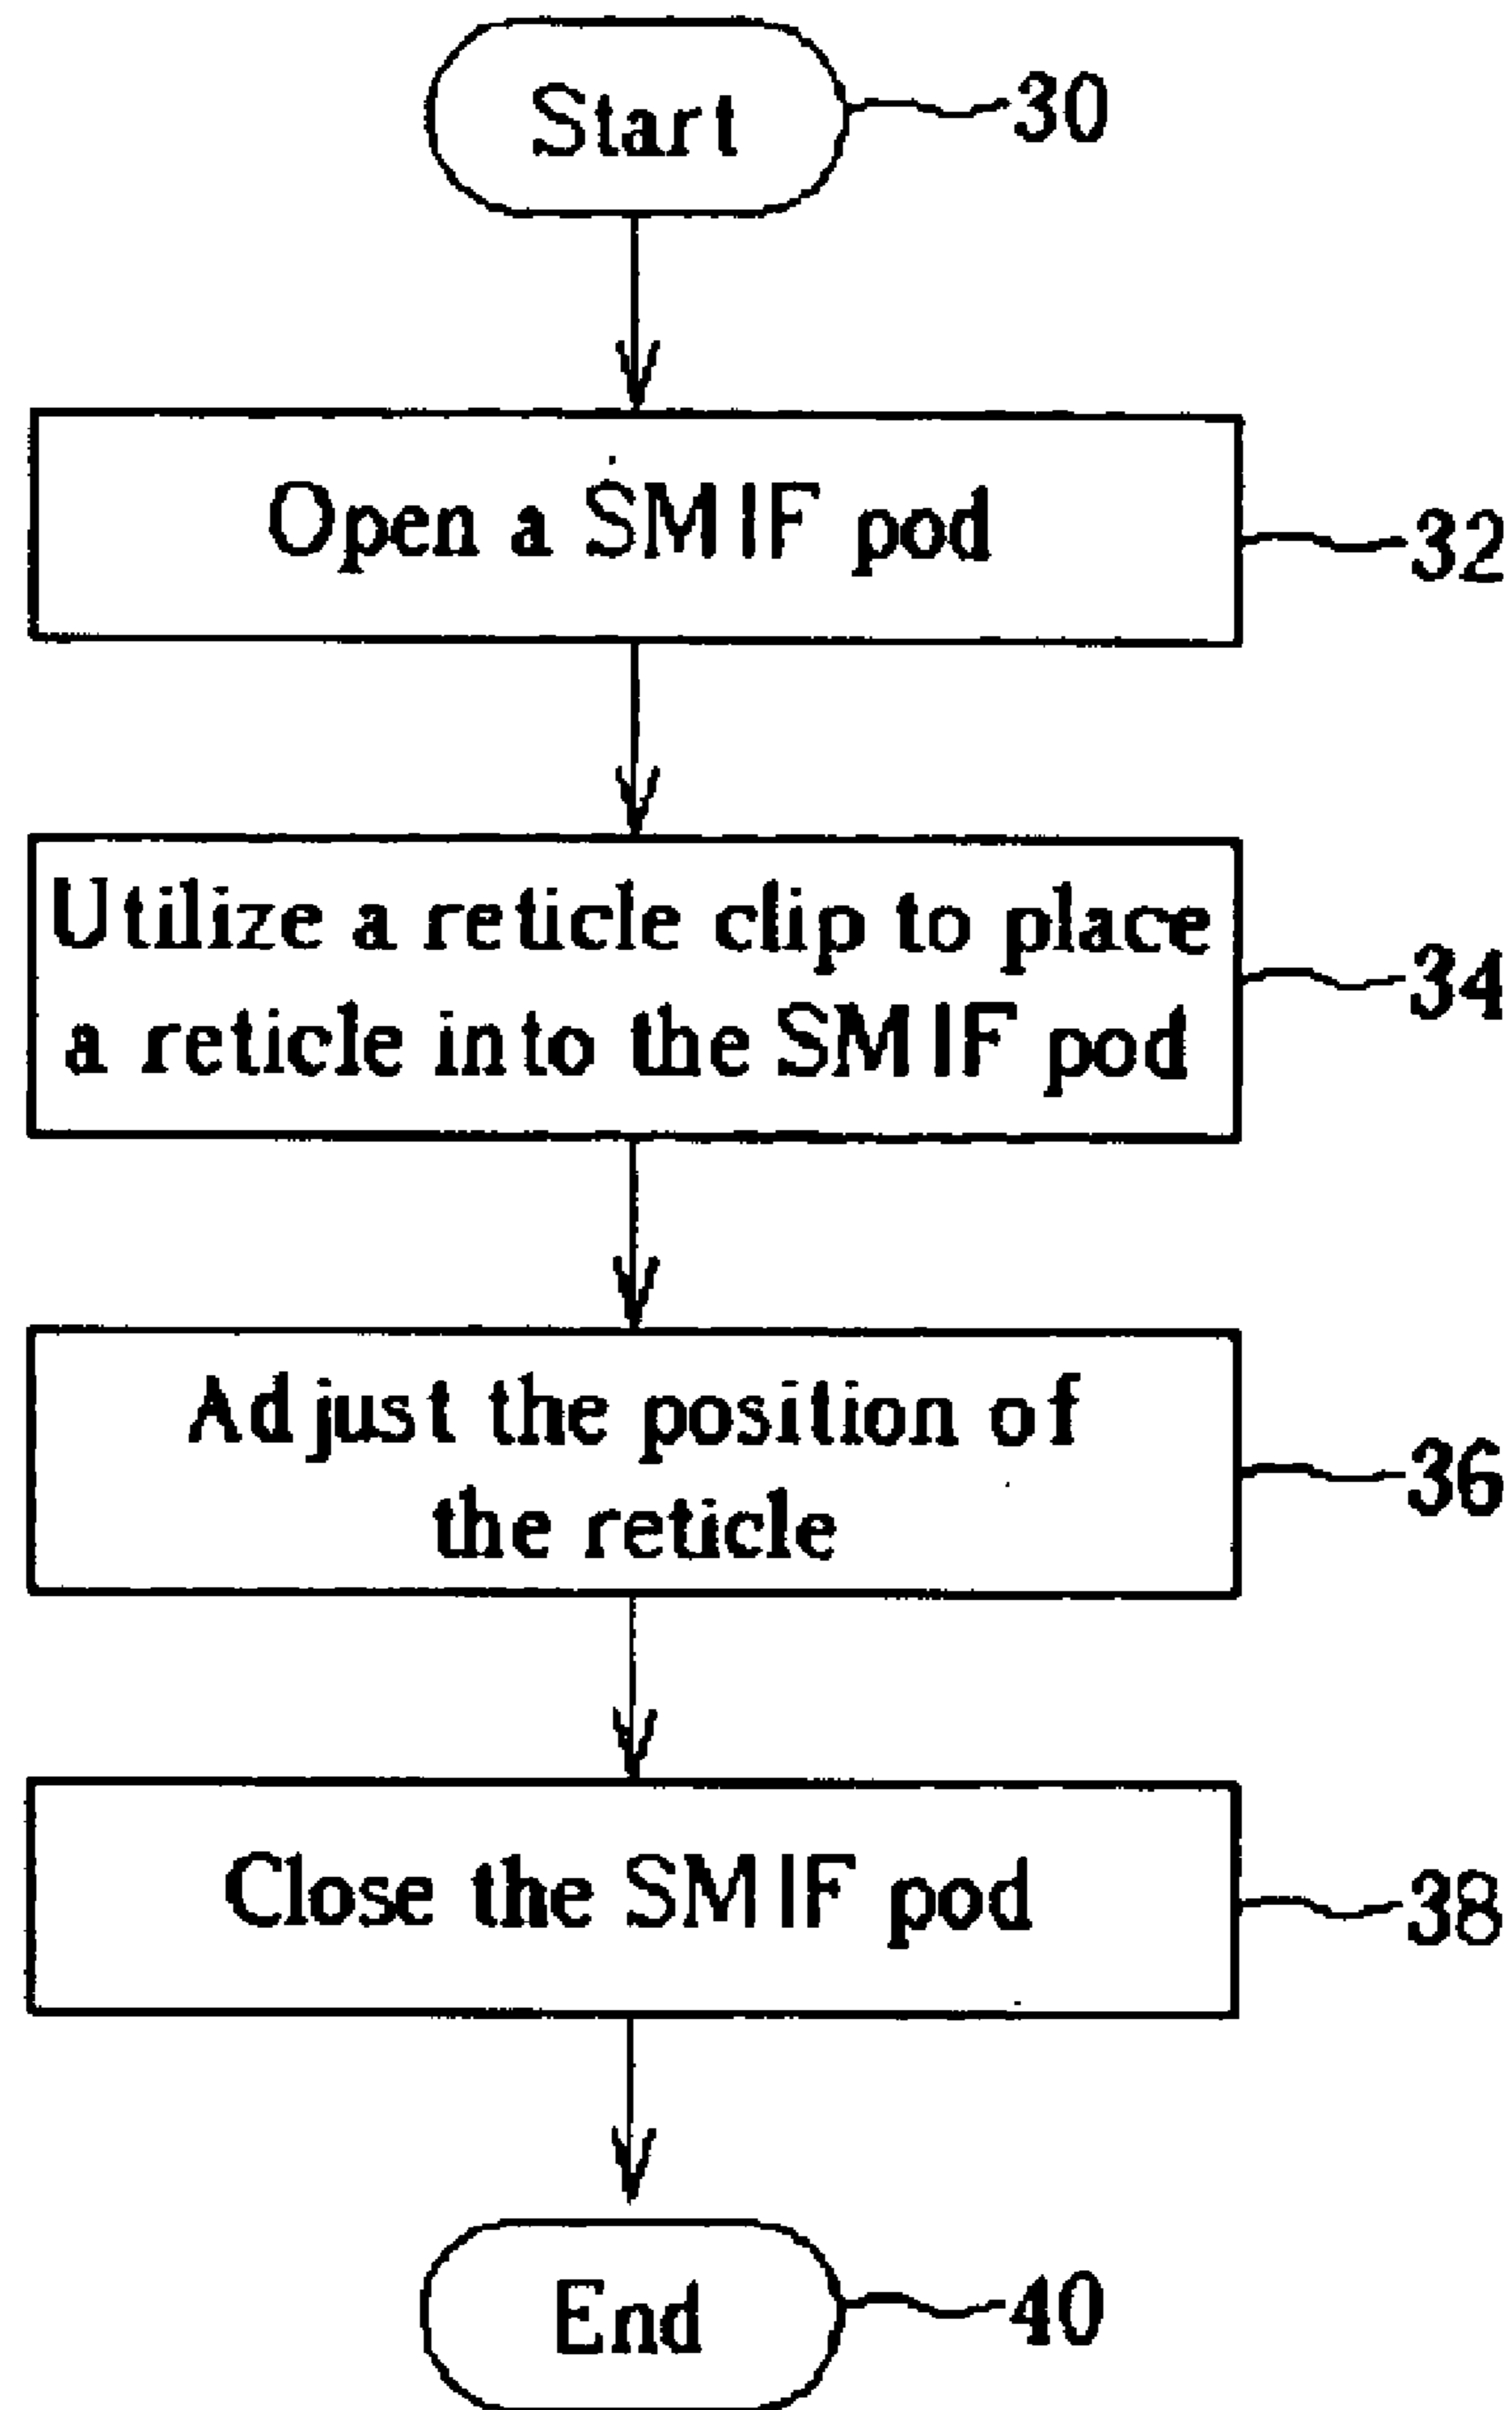 Start
30
Open a SMIF pod
32
Utilize a reticle clip to place
a reticle into the SMIF pod
34
Adjust the position of
the reticle
36
Close the SMIF pod
38
End
40